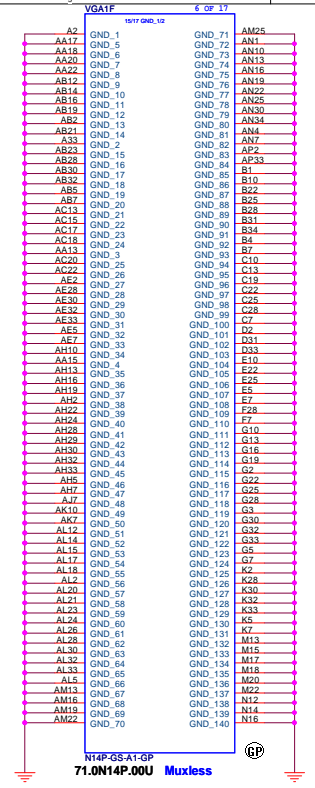 VGA1F 6 OF 17
15/17 GND_1/2
A2 GND_1 GND_71 AM25
AA17 GND_5 GND_72 AN1
AA18 GND_6 GND_73 AN10
AA20 GND_7 GND_74 AN13
AA22 GND_8 GND_75 AN16
AB12 GND_9 GND_76 AN19
AB14 GND_10 GND_77 AN22
AB16 GND_11 GND_78 AN25
AB19 GND_12 GND_79 AN30
AB2 GND_13 GND_80 AN34
AB21 GND_14 GND_81 AN4
A33 GND_2 GND_82 AN7
AB23 GND_15 GND_83 AP2
AB28 GND_16 GND_84 AP33
AB30 GND_17 GND_85 B1
AB32 GND_18 GND_86 B10
AB5 GND_19 GND_87 B22
AB7 GND_20 GND_88 B25
AC13 GND_21 GND_89 B28
AC15 GND_22 GND_90 B31
AC17 GND_23 GND_91 B34
AC18 GND_24 GND_92 B4
AA13 GND_3 GND_93 B7
AC20 GND_25 GND_94 C10
AC22 GND_26 GND_95 C13
AE2 GND_27 GND_96 C19
AE28 GND_28 GND_97 C22
AE30 GND_29 GND_98 C25
AE32 GND_30 GND_99 C28
AE33 GND_31 GND_100 C7
AE5 GND_32 GND_101 D2
AE7 GND_33 GND_102 D31
AH10 GND_34 GND_103 D33
AA15 GND_4 GND_104 E10
AH13 GND_35 GND_105 E22
AH16 GND_36 GND_106 E25
AH19 GND_37 GND_107 E5
AH2 GND_38 GND_108 E7
AH22 GND_39 GND_109 F28
AH24 GND_40 GND_110 F7
AH28 GND_41 GND_111 G10
AH29 GND_42 GND_112 G13
AH30 GND_43 GND_113 G16
AH32 GND_44 GND_114 G19
AH33 GND_45 GND_115 G2
AH5 GND_46 GND_116 G22
AH7 GND_47 GND_117 G25
AJ7 GND_48 GND_118 G28
AK10 GND_49 GND_119 G3
AK7 GND_50 GND_120 G30
AL12 GND_51 GND_121 G32
AL14 GND_52 GND_122 G33
AL15 GND_53 GND_123 G5
AL17 GND_54 GND_124 G7
AL18 GND_55 GND_125 K2
AL2 GND_56 GND_126 K28
AL20 GND_57 GND_127 K30
AL21 GND_58 GND_128 K32
AL23 GND_59 GND_129 K33
AL24 GND_60 GND_130 K5
AL26 GND_61 GND_131 K7
AL28 GND_62 GND_132 M13
AL30 GND_63 GND_133 M15
AL32 GND_64 GND_134 M17
AL33 GND_65 GND_135 M18
AL5 GND_66 GND_136 M20
AM13 GND_67 GND_137 M22
AM16 GND_68 GND_138 N12
AM19 GND_69 GND_139 N14
AM22 GND_70 GND_140 N16
GP
N14P-GS-A1-GP
71.0N14P.00U Muxless